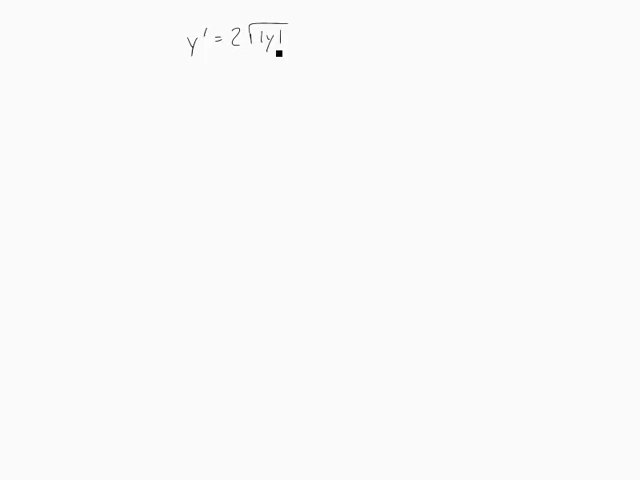 y' = 2√|y|